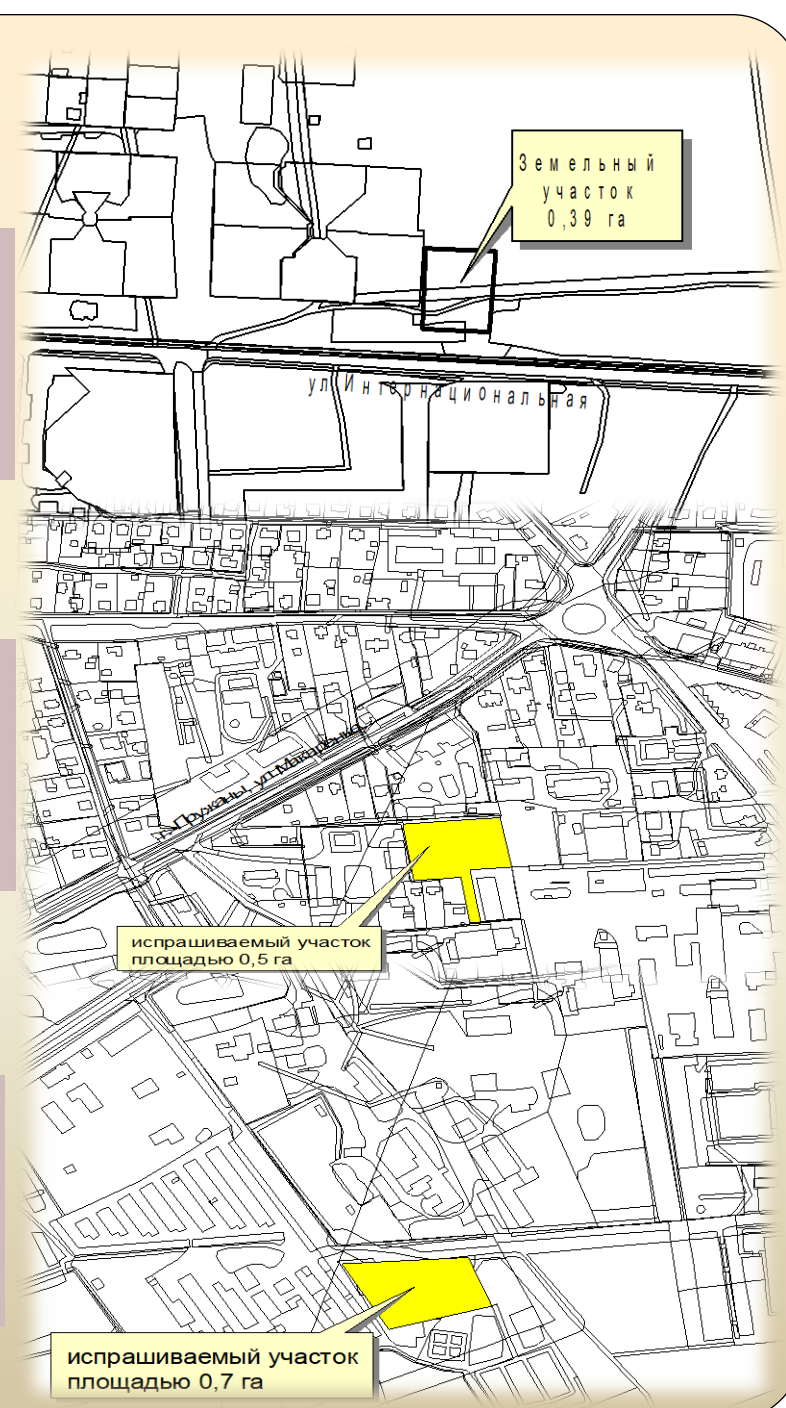 Земельный
участок
0,39 га
ул.Интернациональная
г. Пружаны, ул. Макаренко
испрашиваемый участок
площадью 0,5 га
испрашиваемый участок
площадью 0,7 га